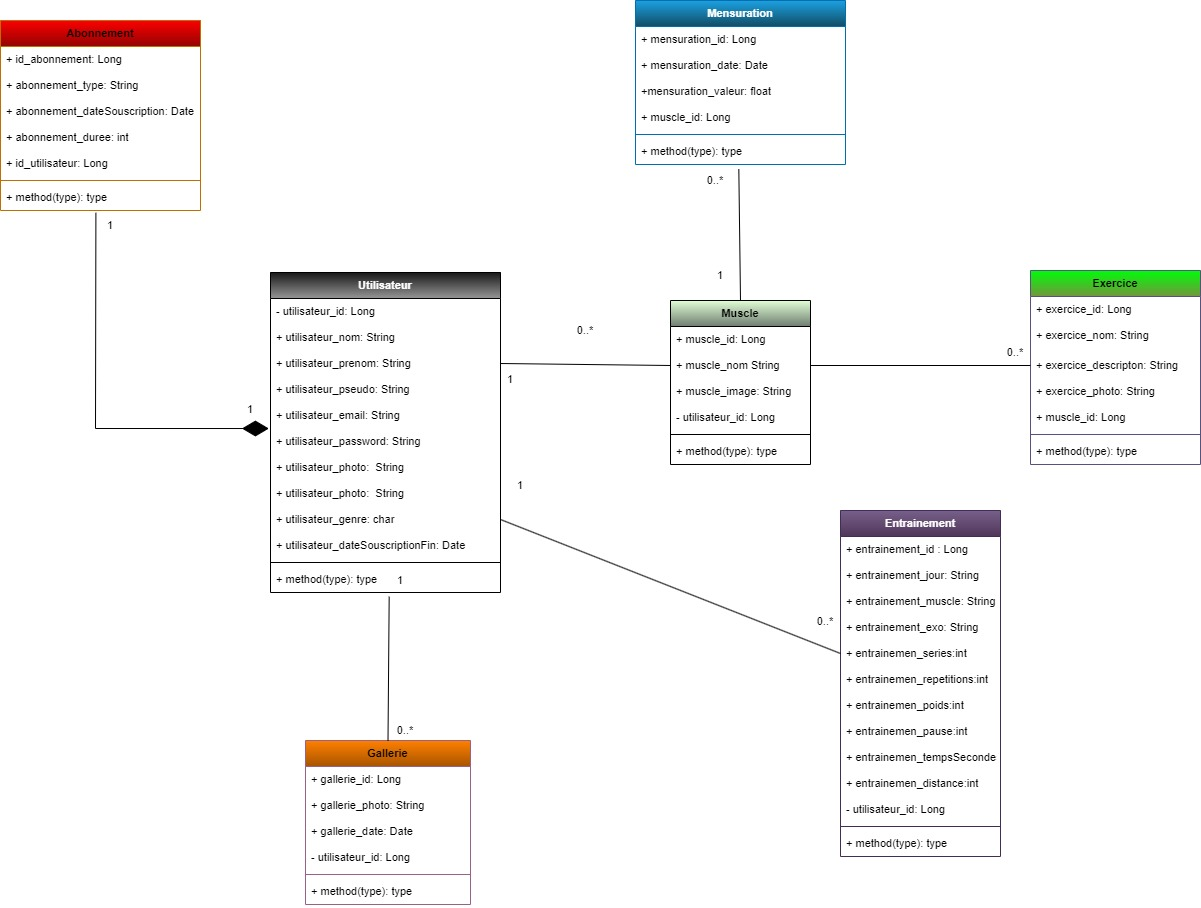 Abonnement
+ id_abonnement: Long
+ abonnement_type: String
+ abonnement_dateSouscription: Date
+ abonnement_duree: int
+ id_utilisateur: Long
+ method(type): type
1
1
Mensuration
+ mensuration_id: Long
+ mensuration_date: Date
+mensuration_valeur: float
+ muscle_id: Long
+ method(type): type
0..*
1
Utilisateur
- utilisateur_id: Long
+ utilisateur_nom: String
+ utilisateur_prenom: String
+ utilisateur_pseudo: String
+ utilisateur_email: String
+ utilisateur_password: String
+ utilisateur_photo: String
+ utilisateur_photo: String
+ utilisateur_genre: char
+ utilisateur_dateSouscriptionFin: Date
+ method(type): type
1
0..*
1
Muscle
+ muscle_id: Long
+ muscle_nom String
+ muscle_image: String
- utilisateur_id: Long
+ method(type): type
0..*
Exercice
+ exercice_id: Long
+ exercice_nom: String
+ exercice_descripton: String
+ exercice_photo: String
+ muscle_id: Long
+ method(type): type
1
0..*
Entrainement
+ entrainement_id : Long
+ entrainement_jour: String
+ entrainement_muscle: String
+ entrainement_exo: String
+ entrainemen_series:int
+ entrainemen_repetitions:int
+ entrainemen_poids:int
+ entrainemen_pause:int
+ entrainemen_tempsSeconde
+ entrainemen_distance:int
- utilisateur_id: Long
+ method(type): type
0..*
Gallerie
+ gallerie_id: Long
+ gallerie_photo: String
+ gallerie_date: Date
- utilisateur_id: Long
+ method(type): type